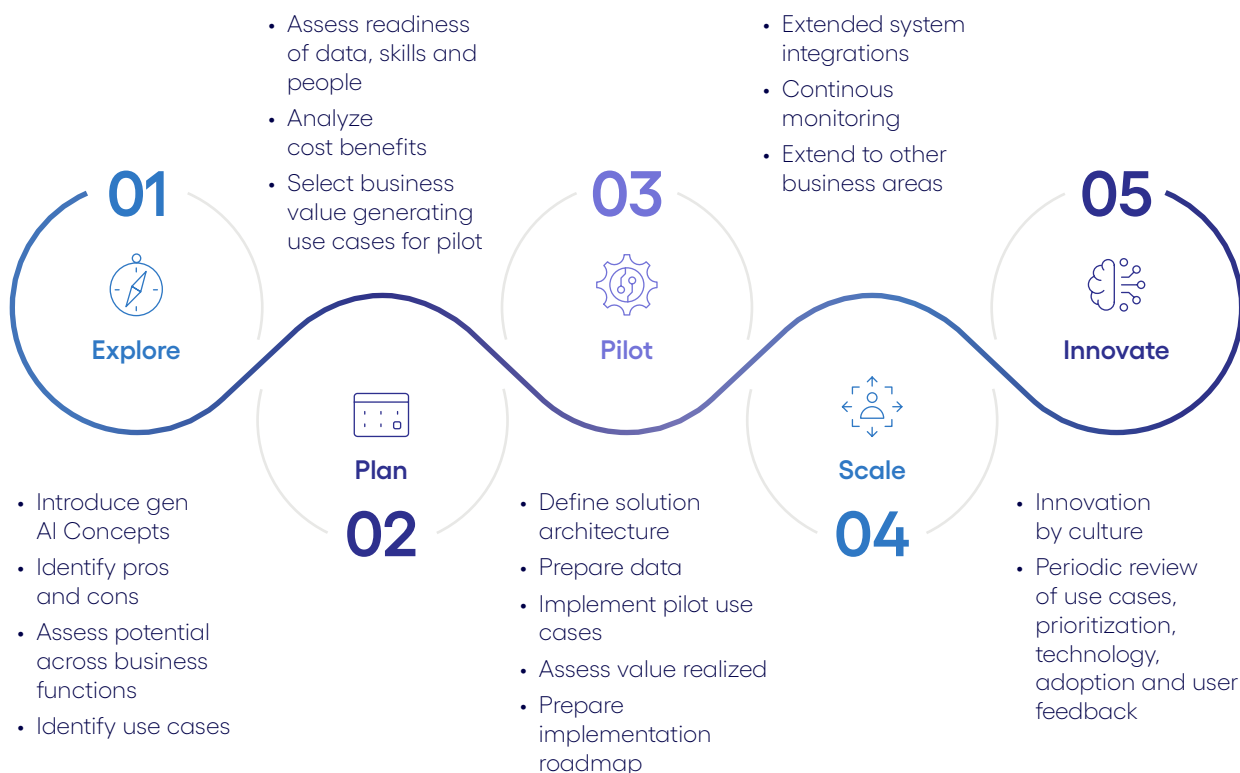 01
Explore
• Introduce gen
AI Concepts
• Identify pros
and cons
• Assess potential
across business
functions
• Identify use cases
• Assess readiness
of data, skills and
people
• Analyze
cost benefits
• Select business
value generating
use cases for pilot
Plan
02
03
Pilot
• Define solution
architecture
• Prepare data
• Implement pilot use
cases
• Assess value realized
• Prepare
implementation
roadmap
• Extended system
integrations
• Continous
monitoring
• Extend to other
business areas
Scale
04
05
Innovate
• Innovation
by culture
• Periodic review
of use cases,
prioritization,
technology,
adoption and user
feedback